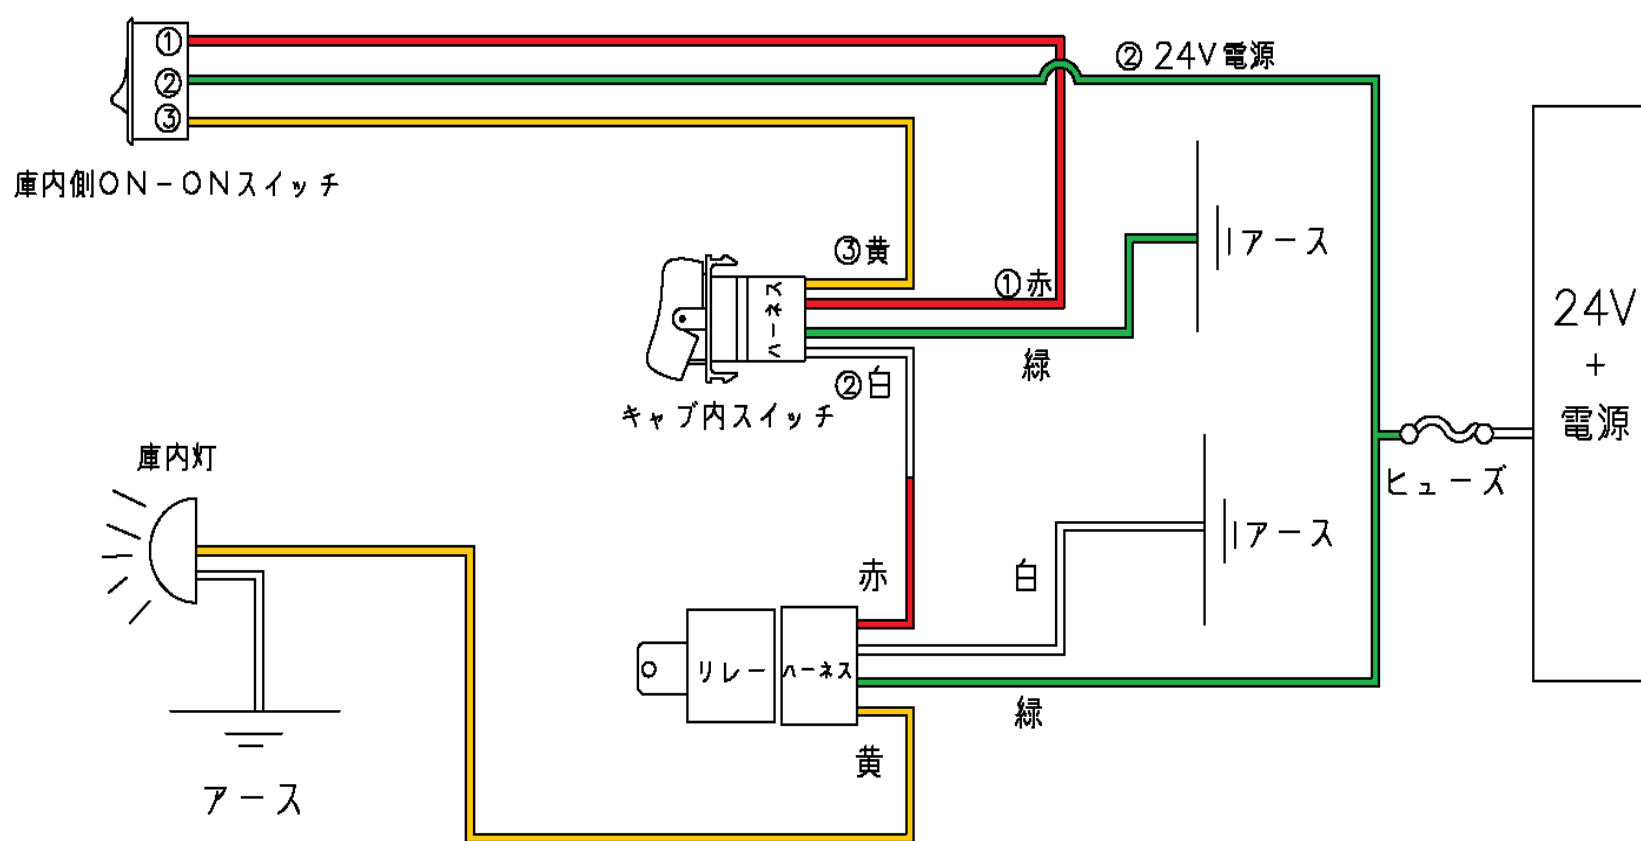 ①
②
③
庫内側ON-ONスイッチ
② 24V電源
アース
③黄
①赤
ハーネス
緑
②白
キャブ内スイッチ
24V
+
電源
ヒューズ
庫内灯
アース
赤
白
リレー
ハーネス
緑
黄
アース